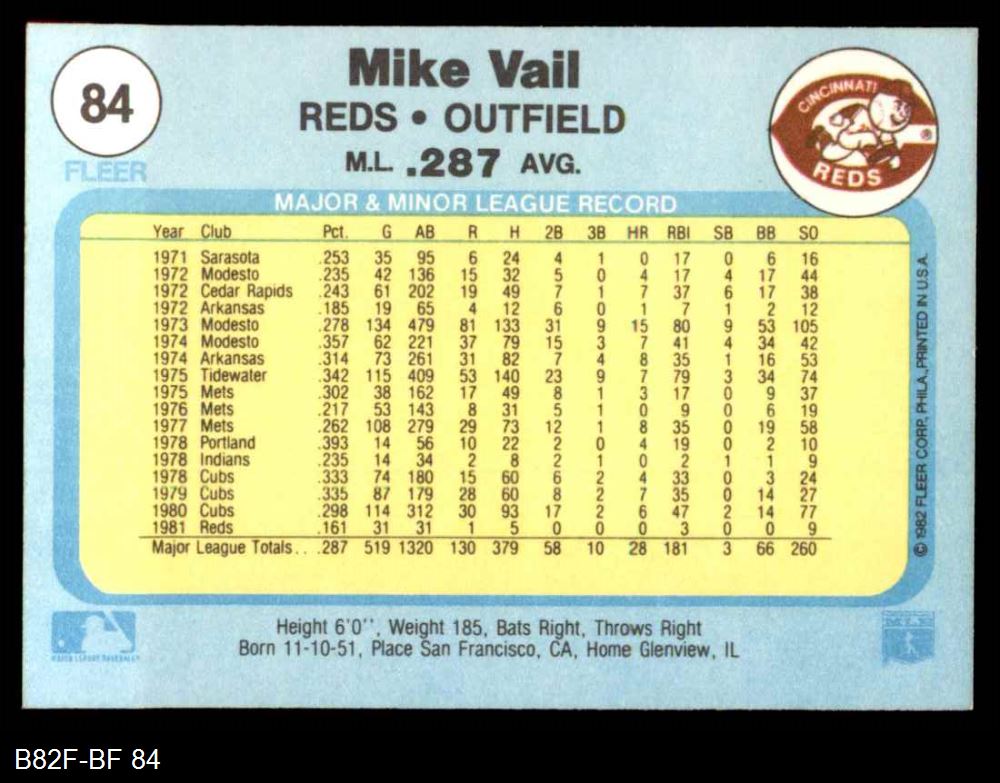 84
FLEER
Mike Vail
REDS • OUTFIELD
M.L. .287 AVG.
CINCINNATI
REDS
®
MAJOR & MINOR LEAGUE RECORD
Year Club Pct. G AB R H 2B 3B HR RBI SB BB SO
1971 Sarasota .253 35 95 6 24 4 1 0 17 0 6 16
1972 Modesto .235 42 136 15 32 5 0 4 17 4 17 44
1972 Cedar Rapids .243 61 202 19 49 7 1 7 37 6 17 38
1972 Arkansas .185 19 65 4 12 6 0 1 7 1 2 12
1973 Modesto .278 134 479 81 133 31 9 15 80 9 53 105
1974 Modesto .357 62 221 37 79 15 3 7 41 4 34 42
1974 Arkansas .314 73 261 31 82 7 4 8 35 1 16 53
1975 Tidewater .342 115 409 53 140 23 9 7 79 3 34 74
1975 Mets .302 38 162 17 49 8 1 3 17 0 9 37
1976 Mets .217 53 143 8 31 5 1 0 9 0 6 19
1977 Mets .262 108 279 29 73 12 1 8 35 0 19 58
1978 Portland .393 14 56 10 22 2 0 4 19 0 2 10
1978 Indians .235 14 34 2 8 2 1 0 2 1 1 9
1978 Cubs .333 74 180 15 60 6 2 4 33 0 3 24
1979 Cubs .335 87 179 28 60 8 2 7 35 0 14 27
1980 Cubs .298 114 312 30 93 17 2 6 47 2 14 77
1981 Reds .161 31 31 1 5 0 0 0 3 0 0 9
Major League Totals... .287 519 1320 130 379 58 10 28 181 3 66 260
© 1982 FLEER CORP., PHILA., PRINTED IN U.S.A.
Height 6'0'', Weight 185, Bats Right, Throws Right
Born 11-10-51, Place San Francisco, CA, Home Glenview, IL
MAJOR LEAGUE BASEBALL
B82F-BF 84